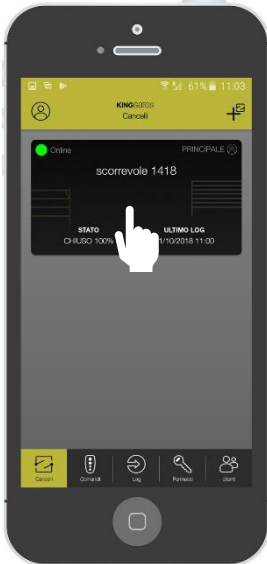 61% 11:03
KINGGATES
Cancelli
Online PRINCIPALE
scorrevole 1418
STATO ULTIMO LOG
CHIUSO 100% 1/10/2018 11:00
Cancelli Comandi Log Permessi Utenti